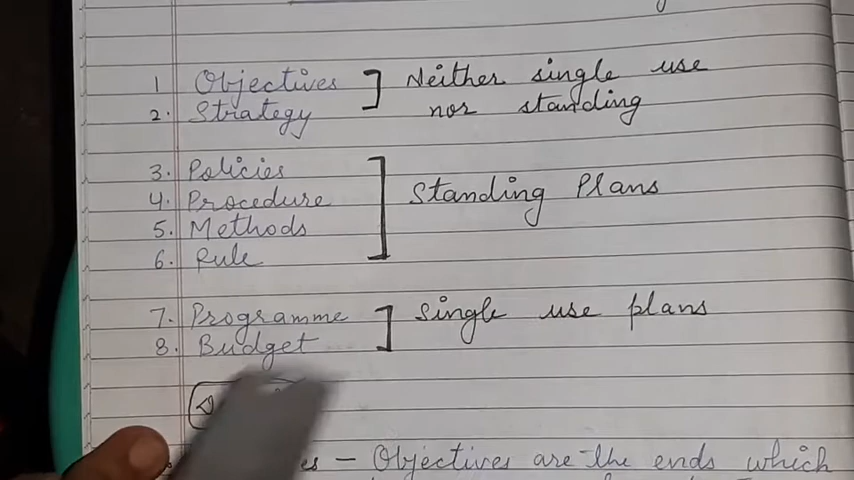 1 Objectives ] Neither single use
2. Strategy nor standing
3. Policies
4. Procedure ] Standing Plans
5. Methods
6. Rule
7. Programme ] Single use plans
8. Budget
– Objectives are the ends which